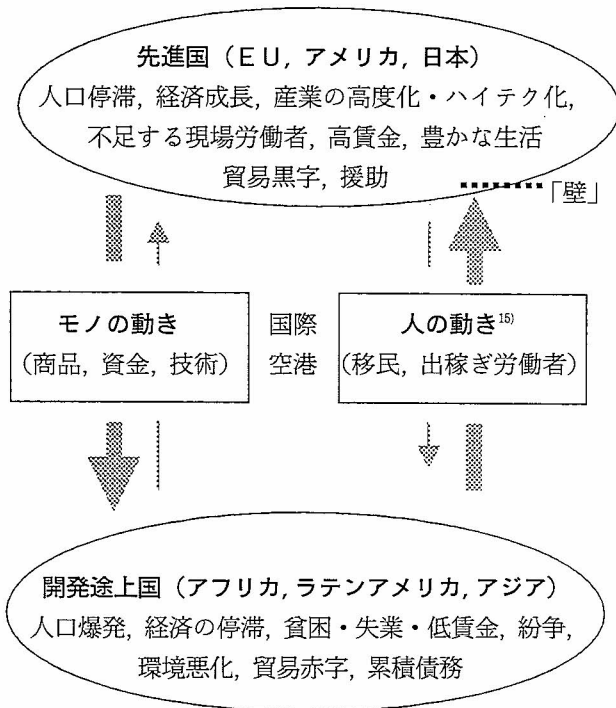 先進国（ＥＵ, アメリカ, 日本）
人口停滞, 経済成長, 産業の高度化・ハイテク化,
不足する現場労働者, 高賃金, 豊かな生活
貿易黒字, 援助
「壁」
モノの動き
(商品, 資金, 技術)
国際
空港
人の動き¹⁵⁾
(移民, 出稼ぎ労働者)
開発途上国（アフリカ, ラテンアメリカ, アジア）
人口爆発, 経済の停滞, 貧困・失業・低賃金, 紛争,
環境悪化, 貿易赤字, 累積債務